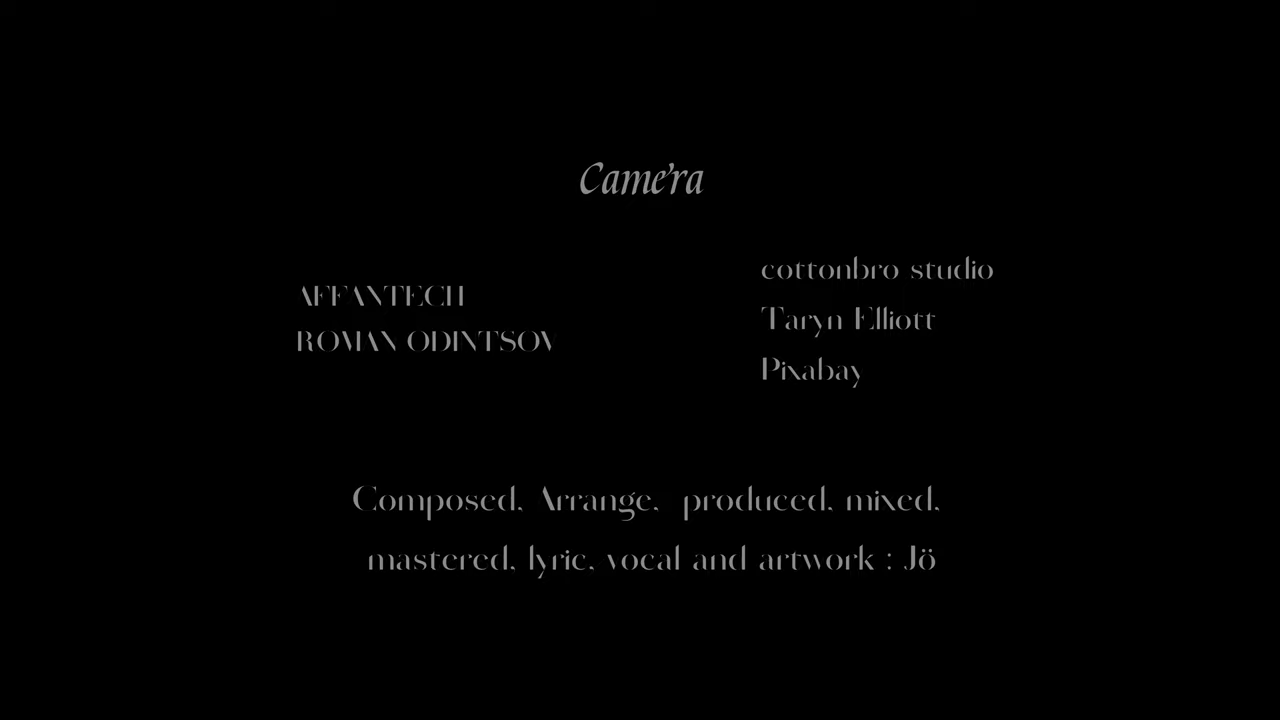 Came'ra
AFFANTECH
ROMAN ODINTSOV
cottonbro studio
Taryn Elliott
Pixabay
Composed, Arrange, produced, mixed,
mastered, lyric, vocal and artwork : Jö